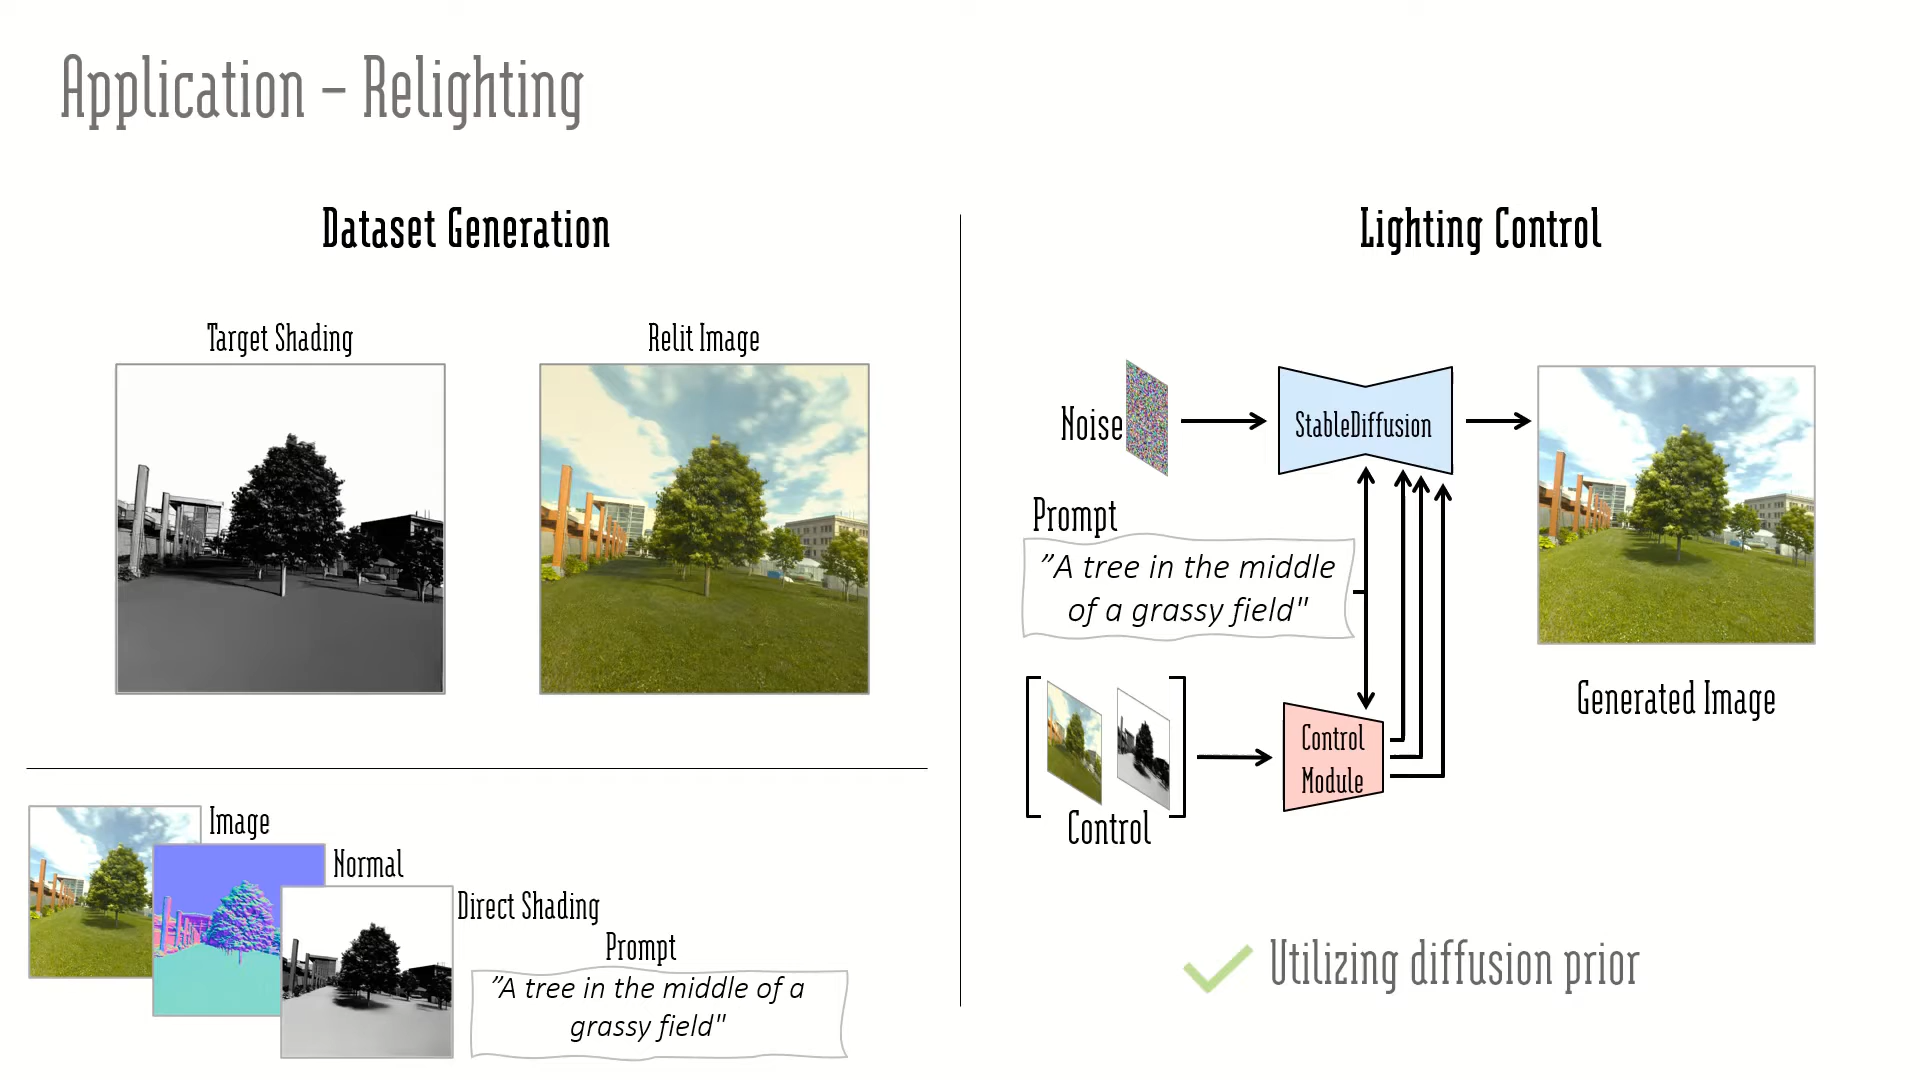 Application – Relighting
Dataset Generation
Target Shading
Relit Image
Image
Normal
Direct Shading
Prompt
”A tree in the middle of a
grassy field"
Lighting Control
Noise
StableDiffusion
Prompt
”A tree in the middle
of a grassy field"
Control
Control
Module
Generated Image
Utilizing diffusion prior